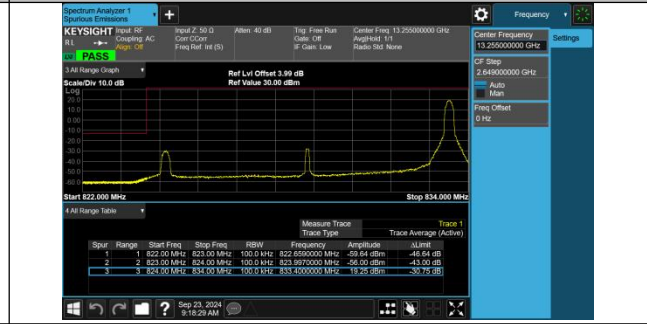 Spectrum Analyzer 1
Spurious Emissions
Frequency
KEYSIGHT Input: RF Input Z: 50 Ω Atten: 40 dB Trig: Free Run Center Freq: 13.255000000 GHz
RL Coupling: AC Corr CCorr Gate: Off Avg|Hold: 1/1
Align: Off Freq Ref: Int (S) IF Gain: Low Radio Std: None
PASS
Center Frequency
13.255000000 GHz
Settings
CF Step
2.649000000 GHz
Auto
Man
Freq Offset
0 Hz
3 All Range Graph
Ref Lvl Offset 3.99 dB
Scale/Div 10.0 dB Ref Value 30.00 dBm
Log
20.0
10.0
0.00
-10.0
-20.0
-30.0
-40.0
-50.0
-60.0
Start 822.000 MHz Stop 834.000 MHz
4 All Range Table
Measure Trace Trace 1
Trace Type Trace Average (Active)
Spur Range Start Freq Stop Freq RBW Frequency Amplitude ΔLimit
1 1 822.00 MHz 823.00 MHz 100.0 kHz 822.6590000 MHz -59.64 dBm -46.64 dB
2 2 823.00 MHz 824.00 MHz 100.0 kHz 823.9970000 MHz -56.00 dBm -43.00 dB
3 3 824.00 MHz 834.00 MHz 100.0 kHz 833.4000000 MHz 19.25 dBm -30.75 dB
? Sep 23, 2024
9:18:29 AM